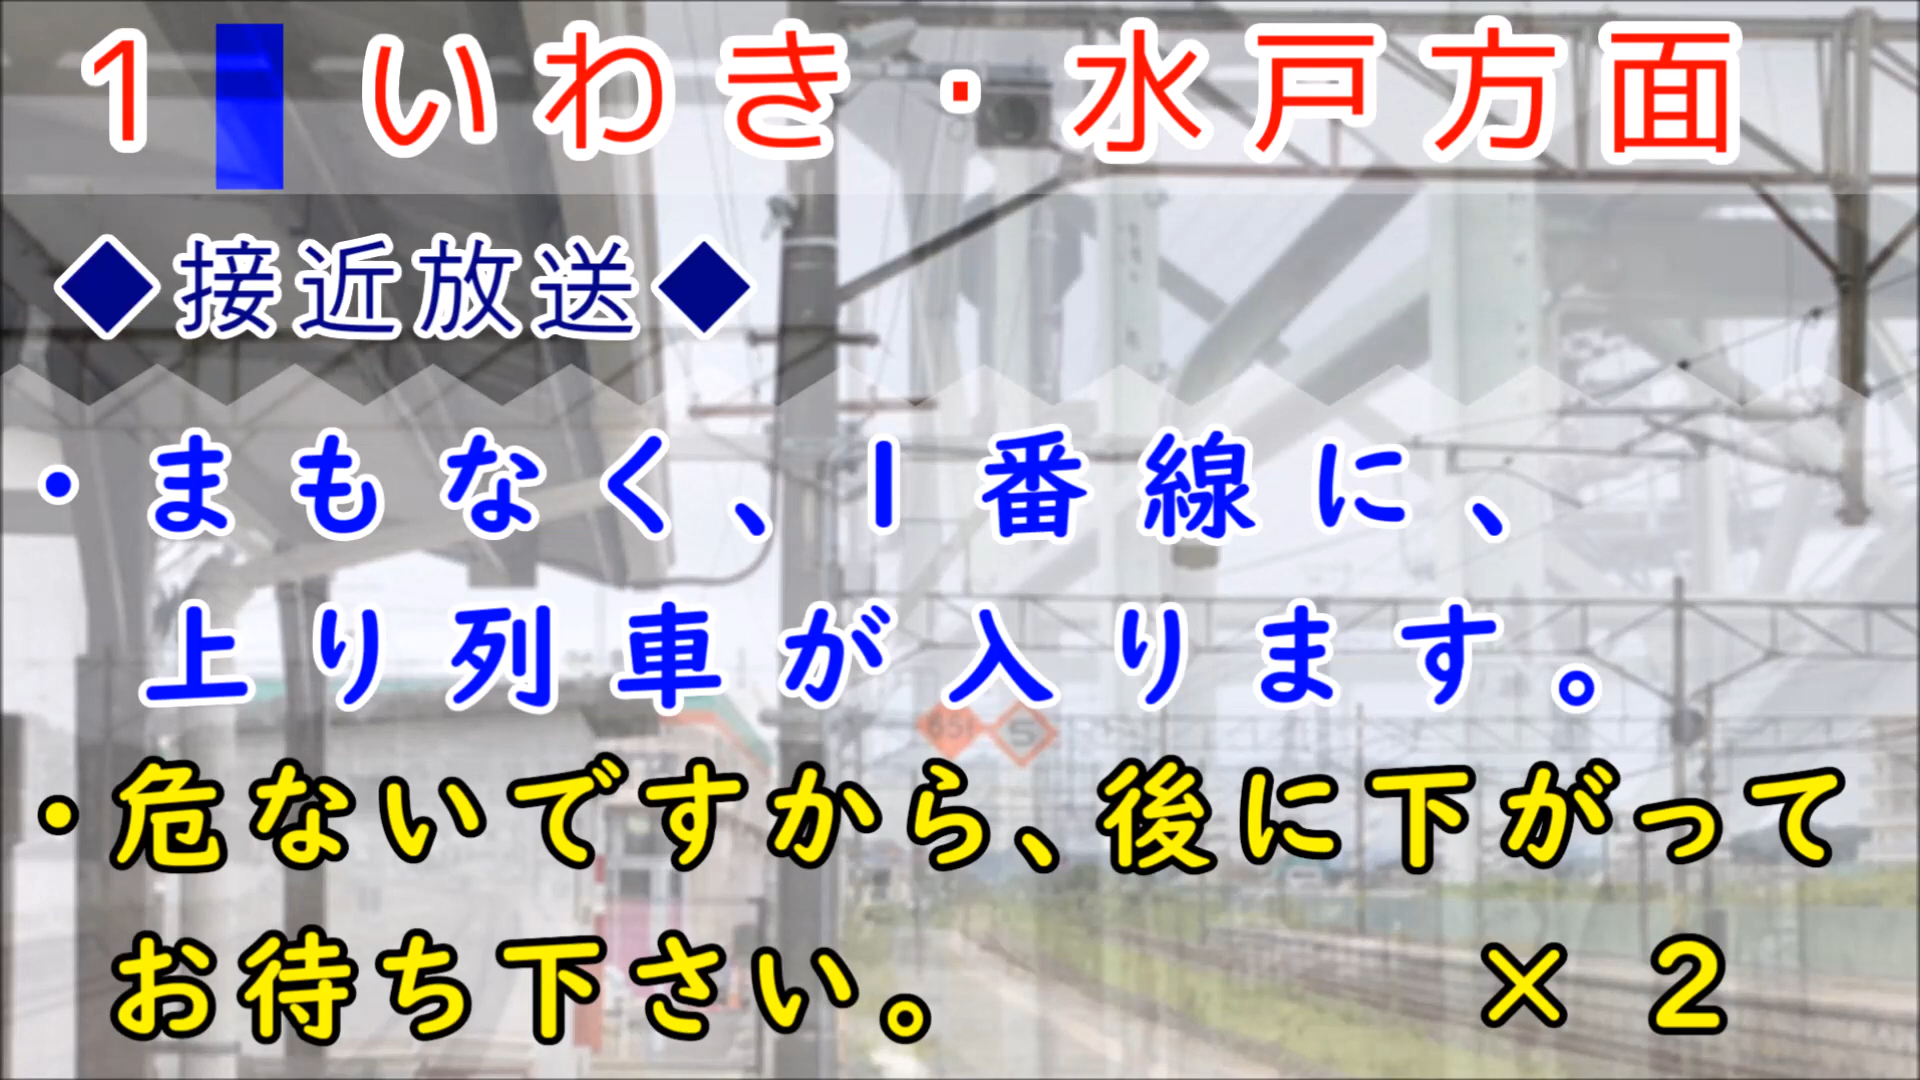 1 いわき・水戸方面
◆接近放送◆
・まもなく、1番線に、
上り列車が入ります。
・危ないですから、後に下がって
お待ち下さい。 ×2
651 5